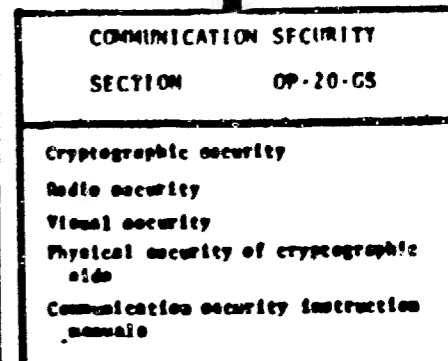 COMMUNICATION SECURITY
SECTION OP-20-GS
Cryptographic security
Radio security
Visual security
Physical security of cryptographic
aids
Communication security instruction
manuals